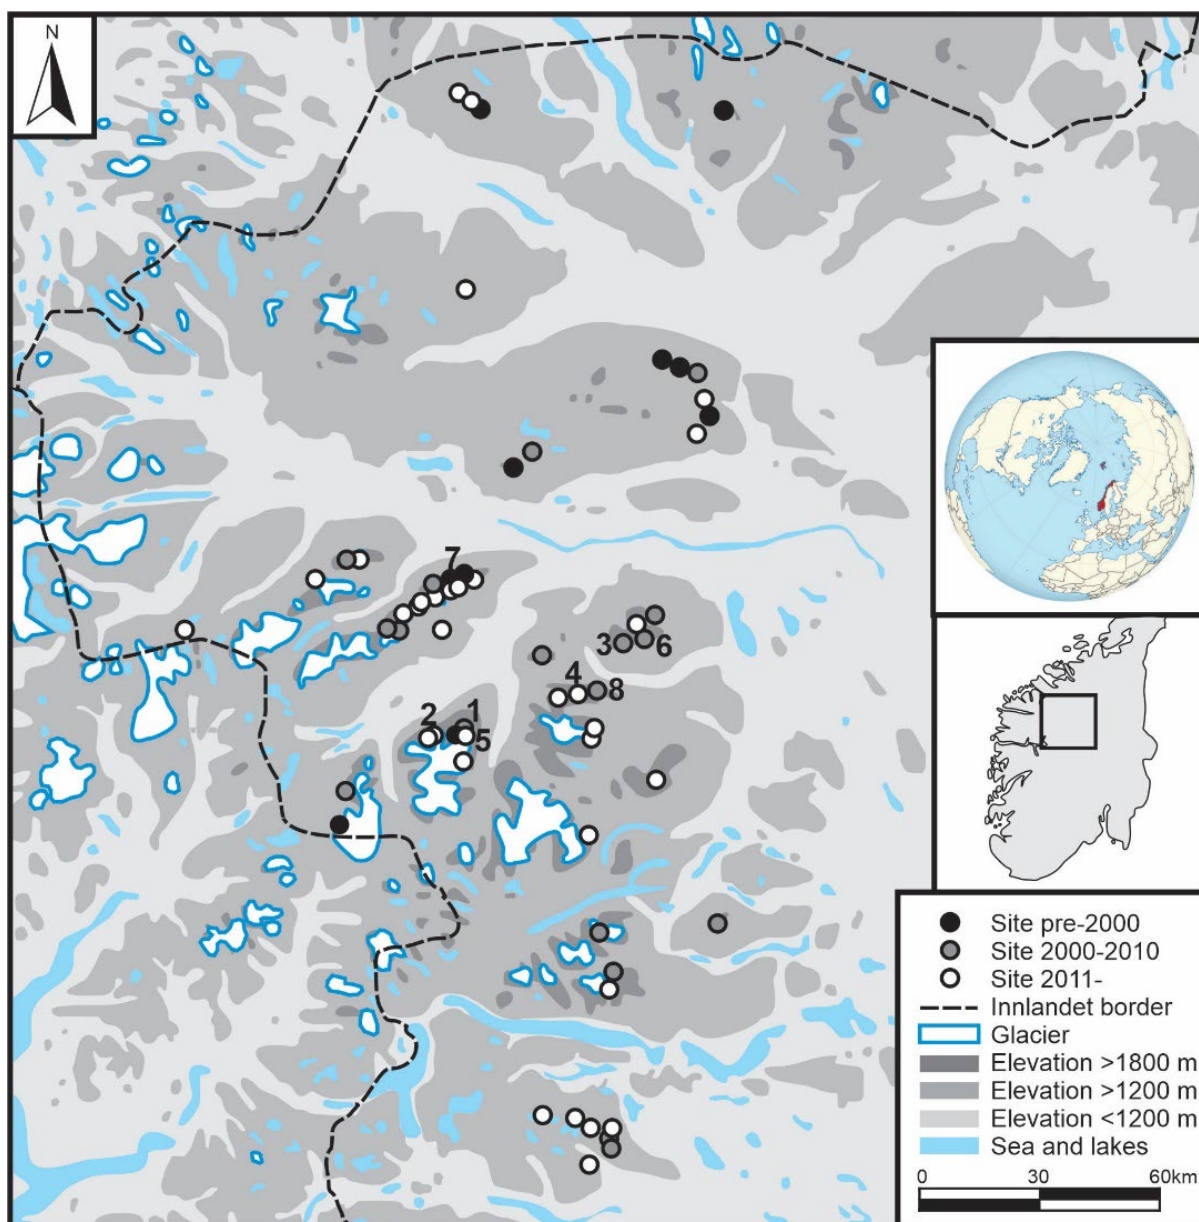 N
7
3
6
4
8
2
1
5
Site pre-2000
Site 2000-2010
Site 2011-
Innlandet border
Glacier
Elevation >1800 m
Elevation >1200 m
Elevation <1200 m
Sea and lakes
0 30 60km